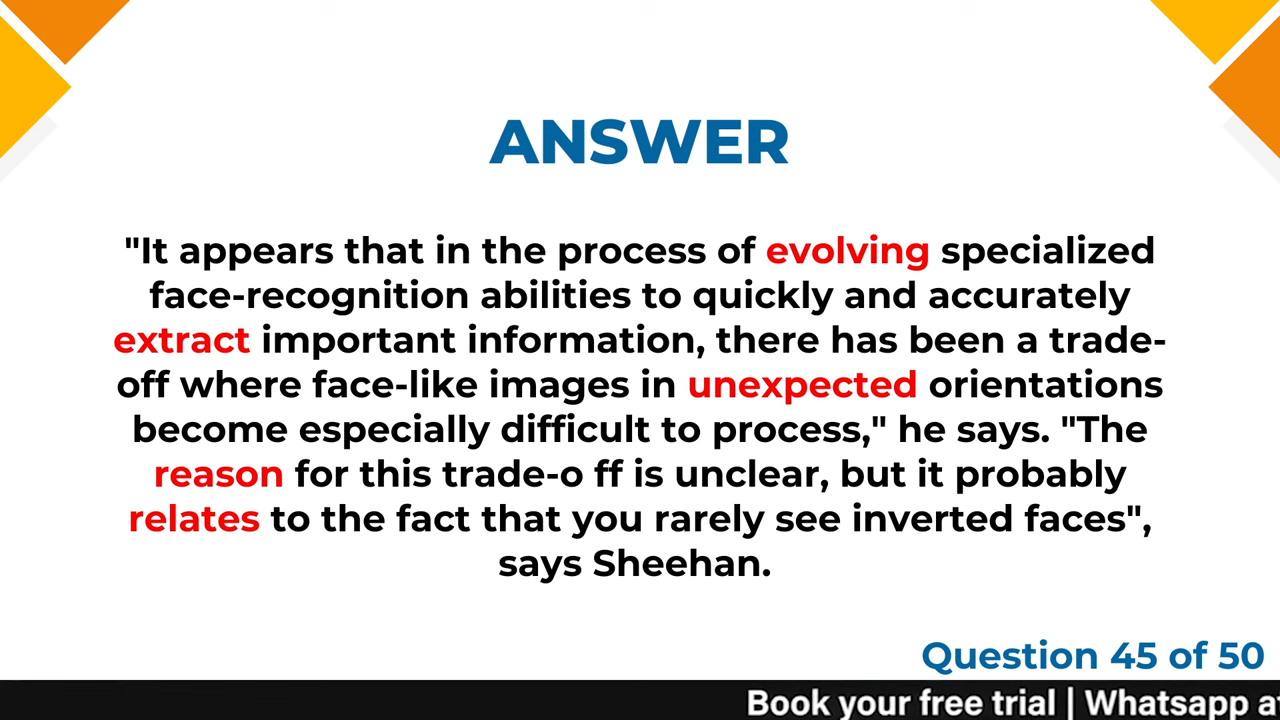 ANSWER
"It appears that in the process of evolving specialized
face-recognition abilities to quickly and accurately
extract important information, there has been a trade-
off where face-like images in unexpected orientations
become especially difficult to process," he says. "The
reason for this trade-o ff is unclear, but it probably
relates to the fact that you rarely see inverted faces",
says Sheehan.
Question 45 of 50
Book your free trial | Whatsapp